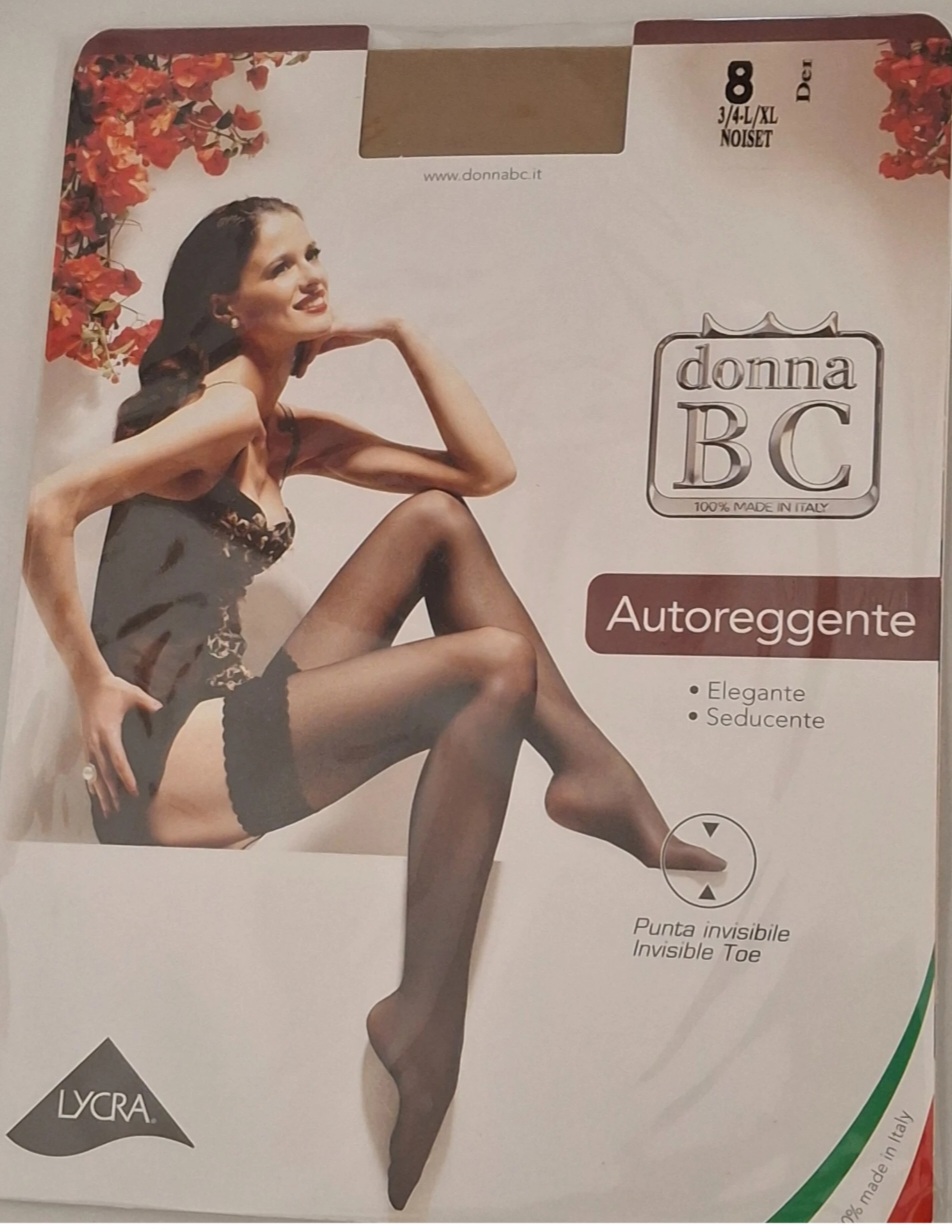 8 Den
3/4-L/XL
NOISET
www.donnabc.it
donna
BC
100% MADE IN ITALY
Autoreggente
• Elegante
• Seducente
Punta invisibile
Invisible Toe
LYCRA®
0% made in Italy